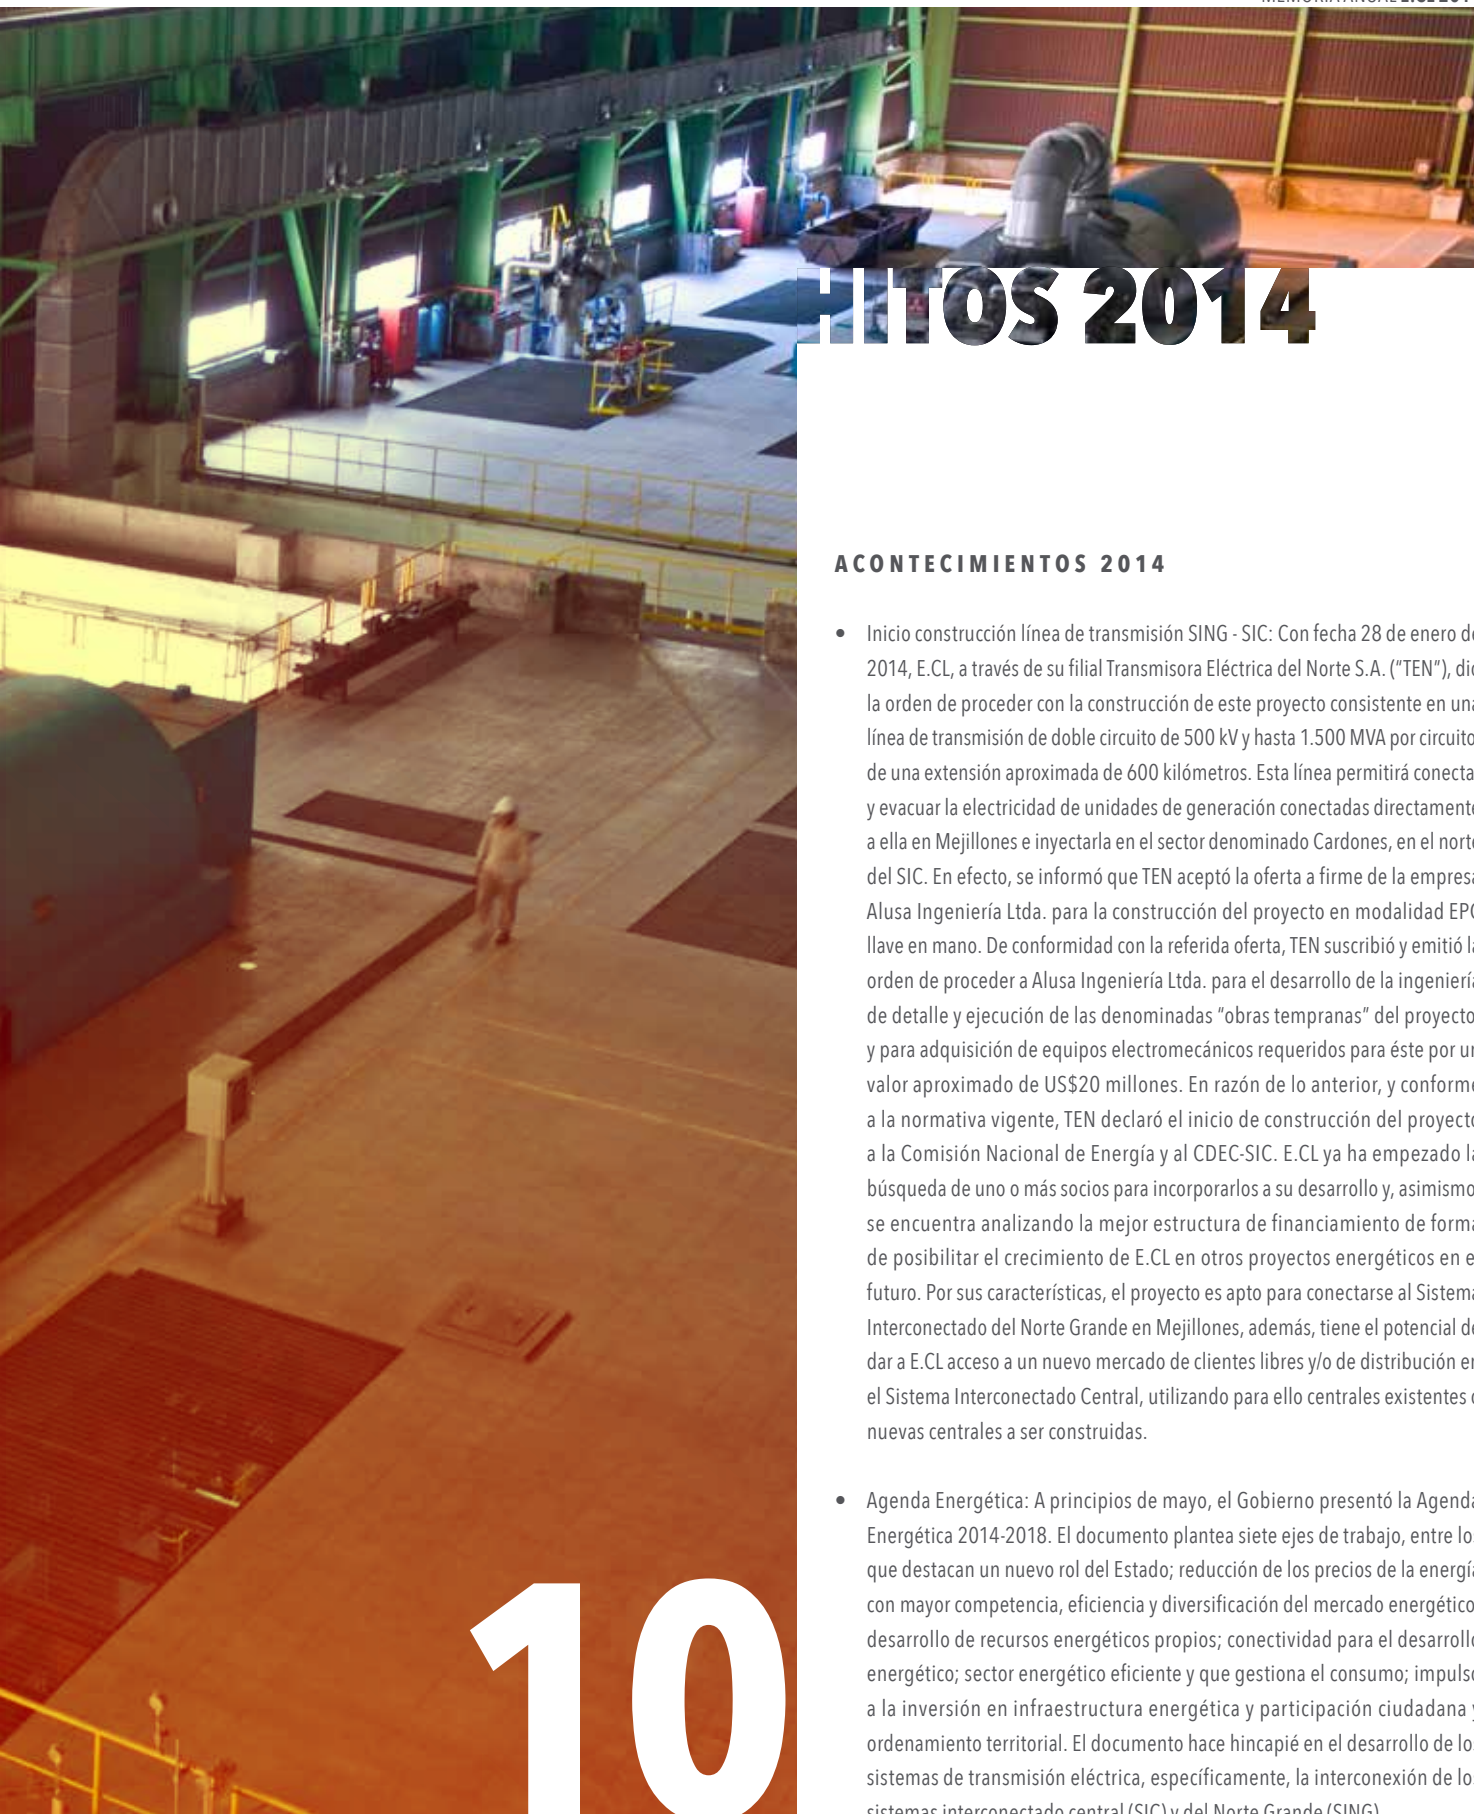 MEMORIA ANUAL E.CL 201
HITOS 2014
ACONTECIMIENTOS 2014
• Inicio construcción línea de transmisión SING - SIC: Con fecha 28 de enero de
2014, E.CL, a través de su filial Transmisora Eléctrica del Norte S.A. (“TEN”), dio
la orden de proceder con la construcción de este proyecto consistente en una
línea de transmisión de doble circuito de 500 kV y hasta 1.500 MVA por circuito
de una extensión aproximada de 600 kilómetros. Esta línea permitirá conectar
y evacuar la electricidad de unidades de generación conectadas directamente
a ella en Mejillones e inyectarla en el sector denominado Cardones, en el norte
del SIC. En efecto, se informó que TEN aceptó la oferta a firme de la empresa
Alusa Ingeniería Ltda. para la construcción del proyecto en modalidad EPC
llave en mano. De conformidad con la referida oferta, TEN suscribió y emitió la
orden de proceder a Alusa Ingeniería Ltda. para el desarrollo de la ingeniería
de detalle y ejecución de las denominadas “obras tempranas” del proyecto
y para adquisición de equipos electromecánicos requeridos para éste por un
valor aproximado de US$20 millones. En razón de lo anterior, y conforme
a la normativa vigente, TEN declaró el inicio de construcción del proyecto
a la Comisión Nacional de Energía y al CDEC-SIC. E.CL ya ha empezado la
búsqueda de uno o más socios para incorporarlos a su desarrollo y, asimismo,
se encuentra analizando la mejor estructura de financiamiento de forma
de posibilitar el crecimiento de E.CL en otros proyectos energéticos en el
futuro. Por sus características, el proyecto es apto para conectarse al Sistema
Interconectado del Norte Grande en Mejillones, además, tiene el potencial de
dar a E.CL acceso a un nuevo mercado de clientes libres y/o de distribución en
el Sistema Interconectado Central, utilizando para ello centrales existentes o
nuevas centrales a ser construidas.
• Agenda Energética: A principios de mayo, el Gobierno presentó la Agenda
Energética 2014-2018. El documento plantea siete ejes de trabajo, entre los
que destacan un nuevo rol del Estado; reducción de los precios de la energía
con mayor competencia, eficiencia y diversificación del mercado energético
desarrollo de recursos energéticos propios; conectividad para el desarrollo
energético; sector energético eficiente y que gestiona el consumo; impulso
a la inversión en infraestructura energética y participación ciudadana y
ordenamiento territorial. El documento hace hincapié en el desarrollo de los
sistemas de transmisión eléctrica, específicamente, la interconexión de los
sistemas interconectado central (SIC) y del Norte Grande (SING).
10